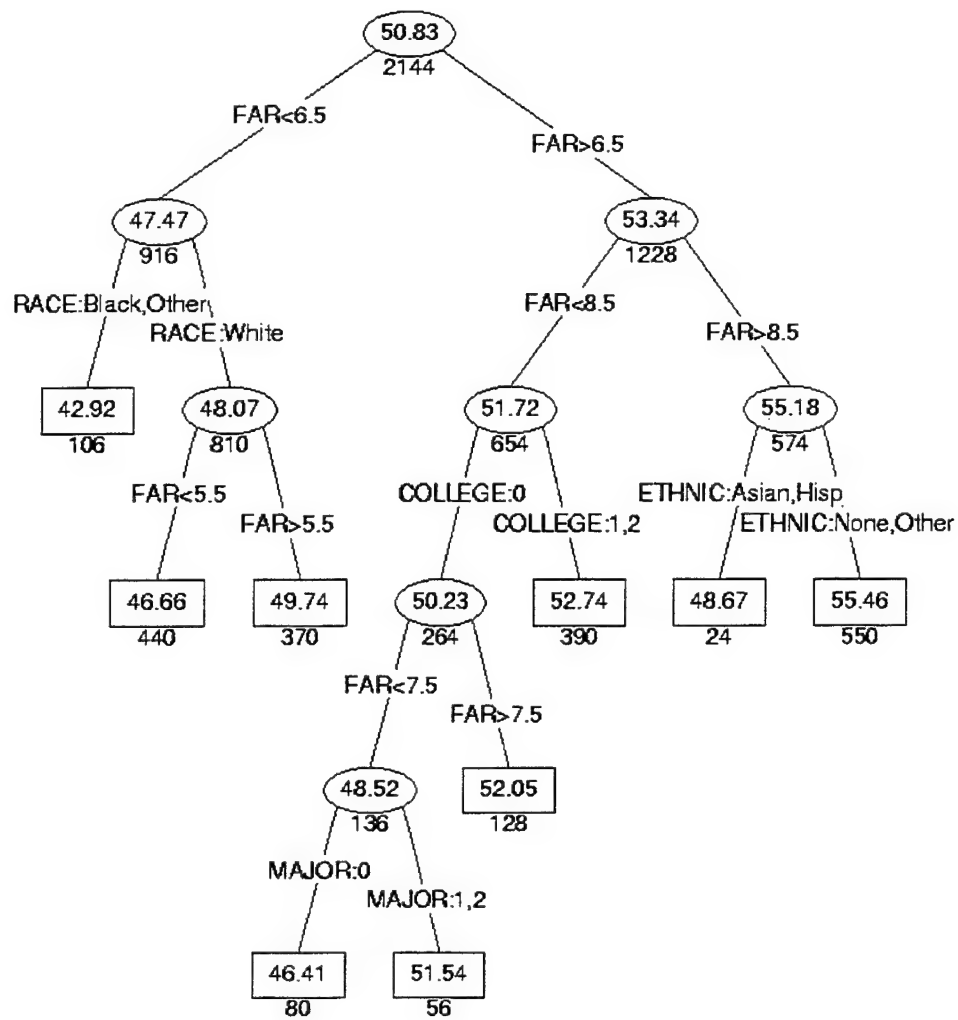 50.83
2144
FAR<6.5
FAR>6.5
47.47
916
53.34
1228
RACE:Black,Other
RACE:White
FAR<8.5
FAR>8.5
42.92
106
48.07
810
51.72
654
55.18
574
FAR<5.5
FAR>5.5
COLLEGE:0
COLLEGE:1,2
ETHNIC:Asian,Hisp
ETHNIC:None,Other
46.66
440
49.74
370
50.23
264
52.74
390
48.67
24
55.46
550
FAR<7.5
FAR>7.5
48.52
136
52.05
128
MAJOR:0
MAJOR:1,2
46.41
80
51.54
56